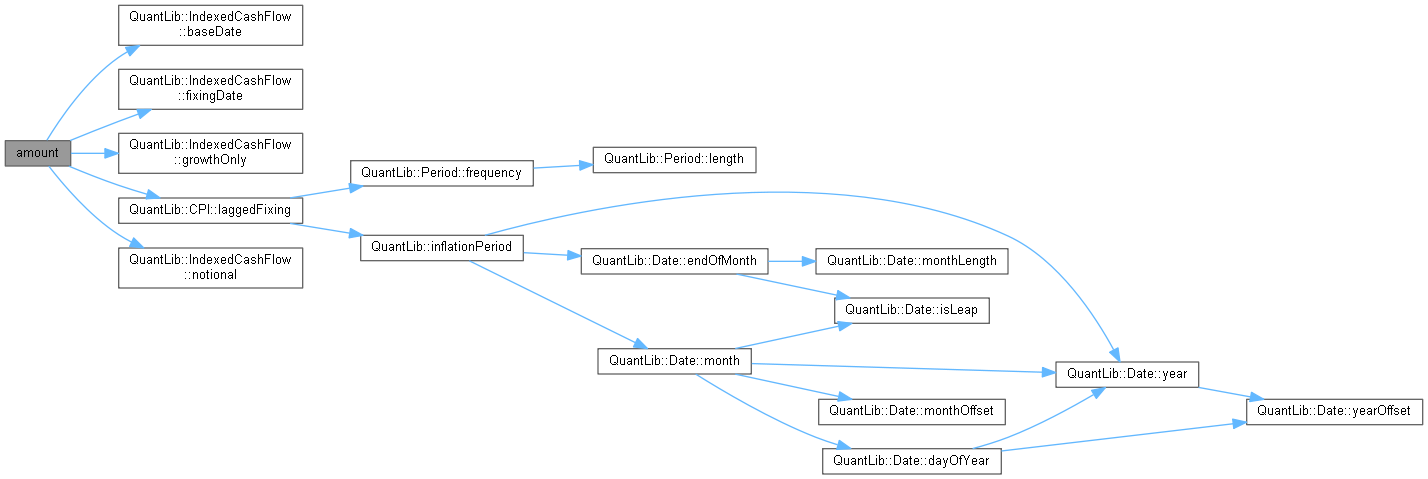 QuantLib::IndexedCashFlow
::baseDate
QuantLib::IndexedCashFlow
::fixingDate
amount
QuantLib::IndexedCashFlow
::growthOnly
QuantLib::CPI::laggedFixing
QuantLib::IndexedCashFlow
::notional
QuantLib::Period::frequency
QuantLib::Period::length
QuantLib::inflationPeriod
QuantLib::Date::endOfMonth
QuantLib::Date::monthLength
QuantLib::Date::isLeap
QuantLib::Date::month
QuantLib::Date::year
QuantLib::Date::monthOffset
QuantLib::Date::yearOffset
QuantLib::Date::dayOfYear